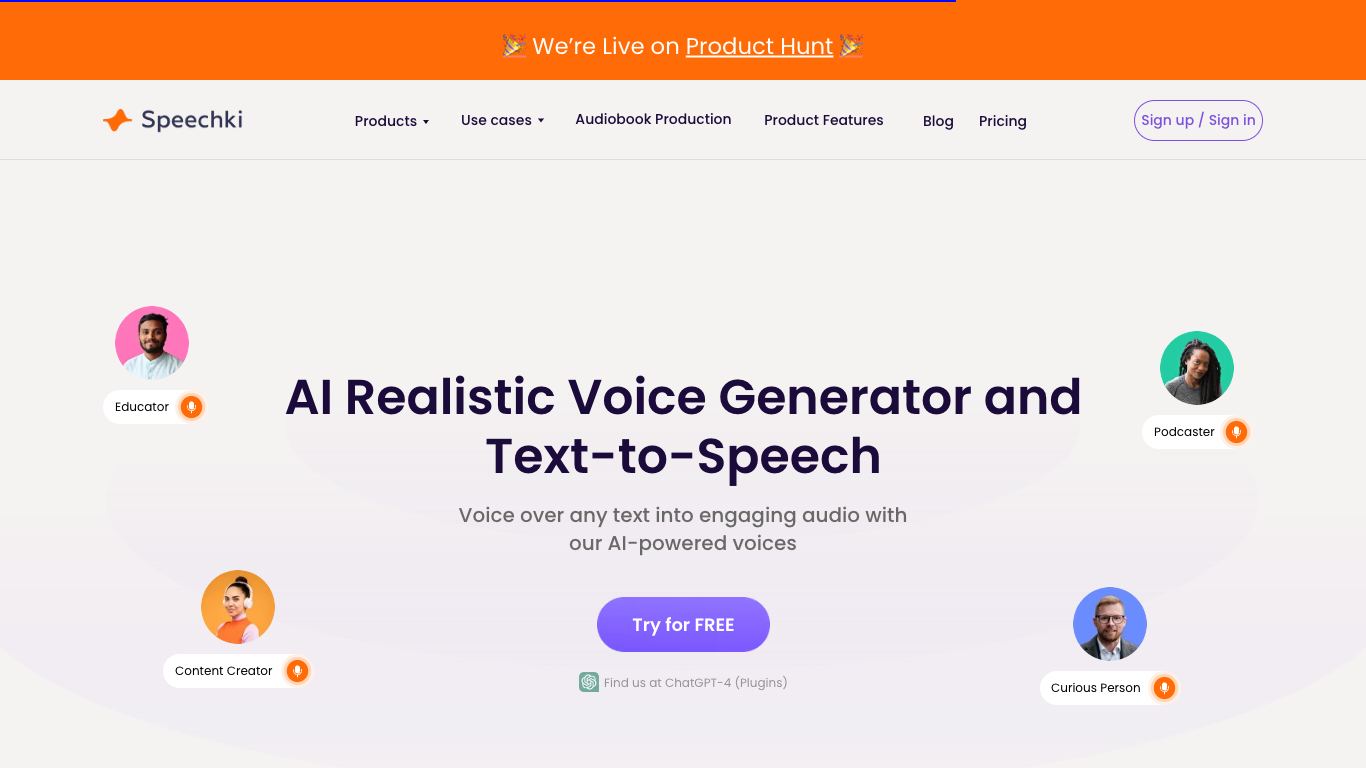 🎉 We're Live on Product Hunt 🎉
Speechki
Products
Use cases
Audiobook Production
Product Features
Blog
Pricing
Sign up / Sign in
Educator
Podcaster
AI Realistic Voice Generator and
Text-to-Speech
Voice over any text into engaging audio with
our AI-powered voices
Content Creator
Try for FREE
Find us at ChatGPT-4 (Plugins)
Curious Person